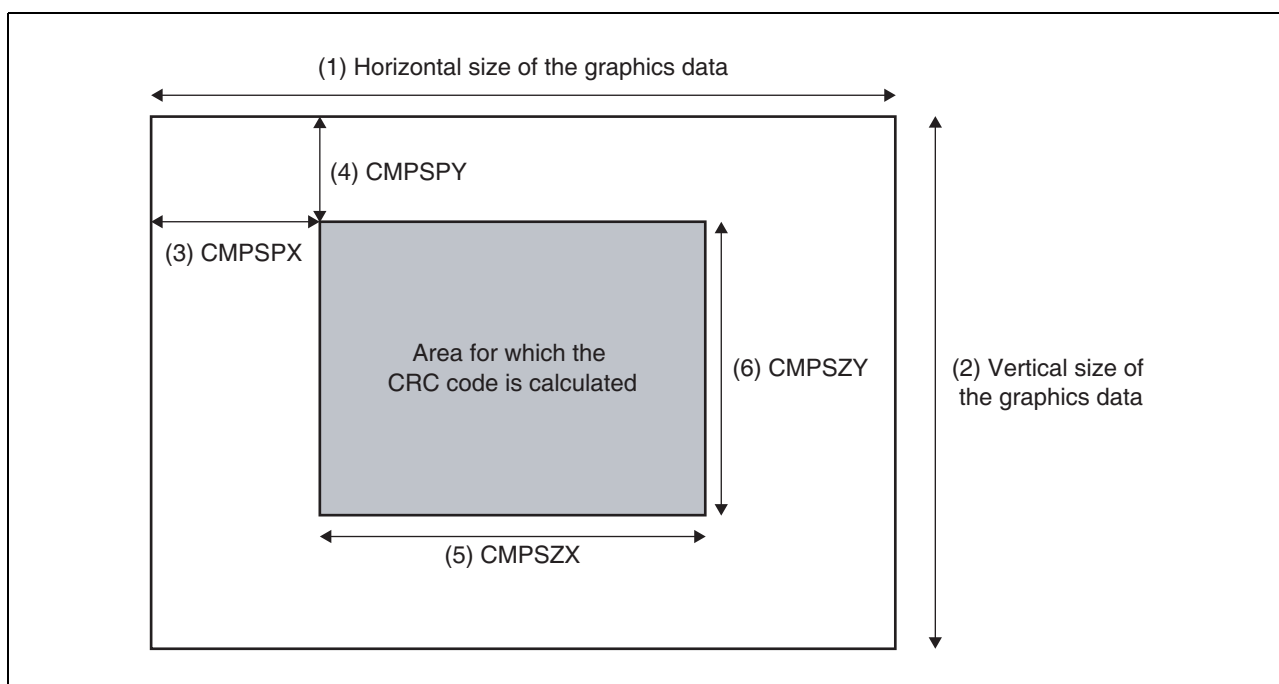 (1) Horizontal size of the graphics data
(4) CMPSPY
(3) CMPSPX
Area for which the
CRC code is calculated
(6) CMPSZY
(2) Vertical size of
the graphics data
(5) CMPSZX